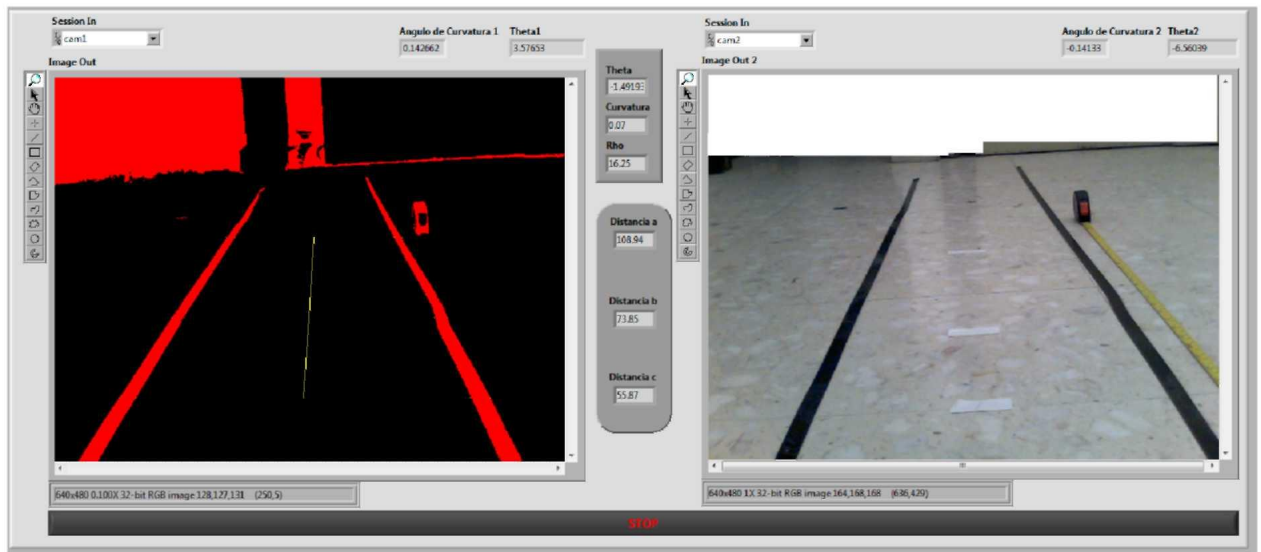 Session In
cam1
Angulo de Curvatura 1
0.142662
Theta1
3.57653
Image Out
640x480 0.100X 32-bit RGB image 128,127,131 (250,5)
Theta
-1.49193
Curvatura
0.07
Rho
16.25
Distancia a
108.94
Distancia b
73.85
Distancia c
55.87
Session In
cam2
Angulo de Curvatura 2
-0.14133
Theta2
-6.56039
Image Out 2
640x480 1X 32-bit RGB image 164,168,168 (636,429)
STOP